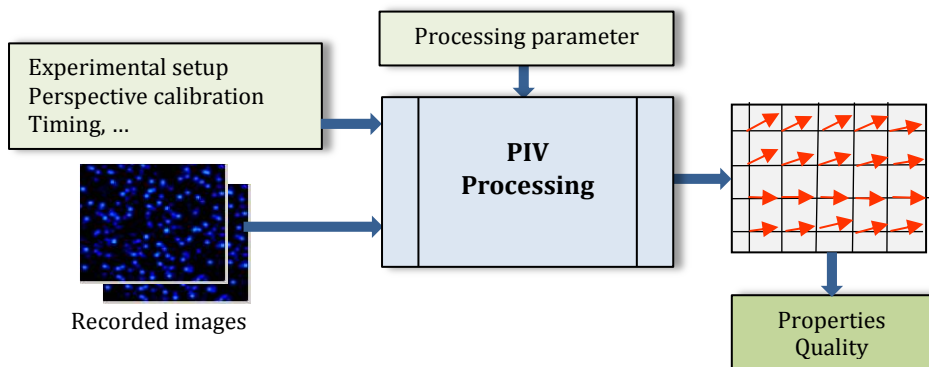 Processing parameter
Experimental setup
Perspective calibration
Timing, …
PIV
Processing
Recorded images
Properties
Quality